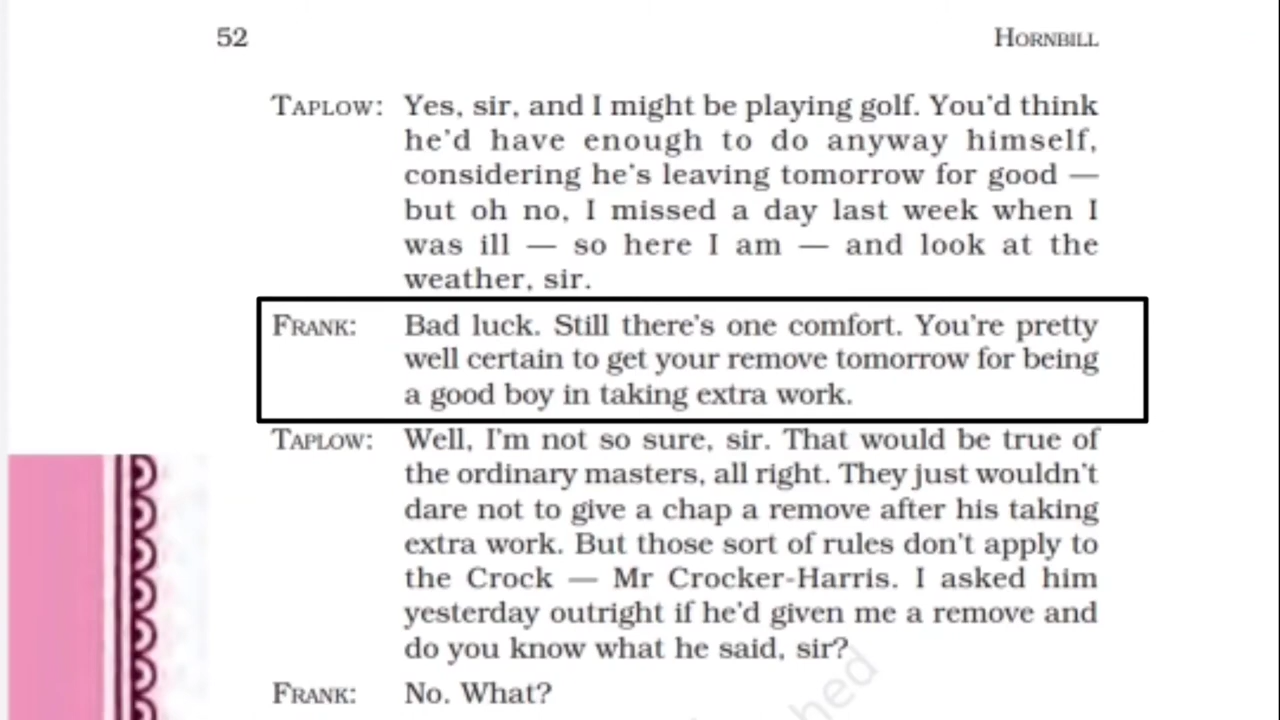 52 HORNBILL
TAPLOW: Yes, sir, and I might be playing golf. You'd think
he'd have enough to do anyway himself,
considering he's leaving tomorrow for good —
but oh no, I missed a day last week when I
was ill — so here I am — and look at the
weather, sir.
FRANK: Bad luck. Still there's one comfort. You're pretty
well certain to get your remove tomorrow for being
a good boy in taking extra work.
TAPLOW: Well, I'm not so sure, sir. That would be true of
the ordinary masters, all right. They just wouldn't
dare not to give a chap a remove after his taking
extra work. But those sort of rules don't apply to
the Crock — Mr Crocker-Harris. I asked him
yesterday outright if he'd given me a remove and
do you know what he said, sir?
FRANK: No. What?